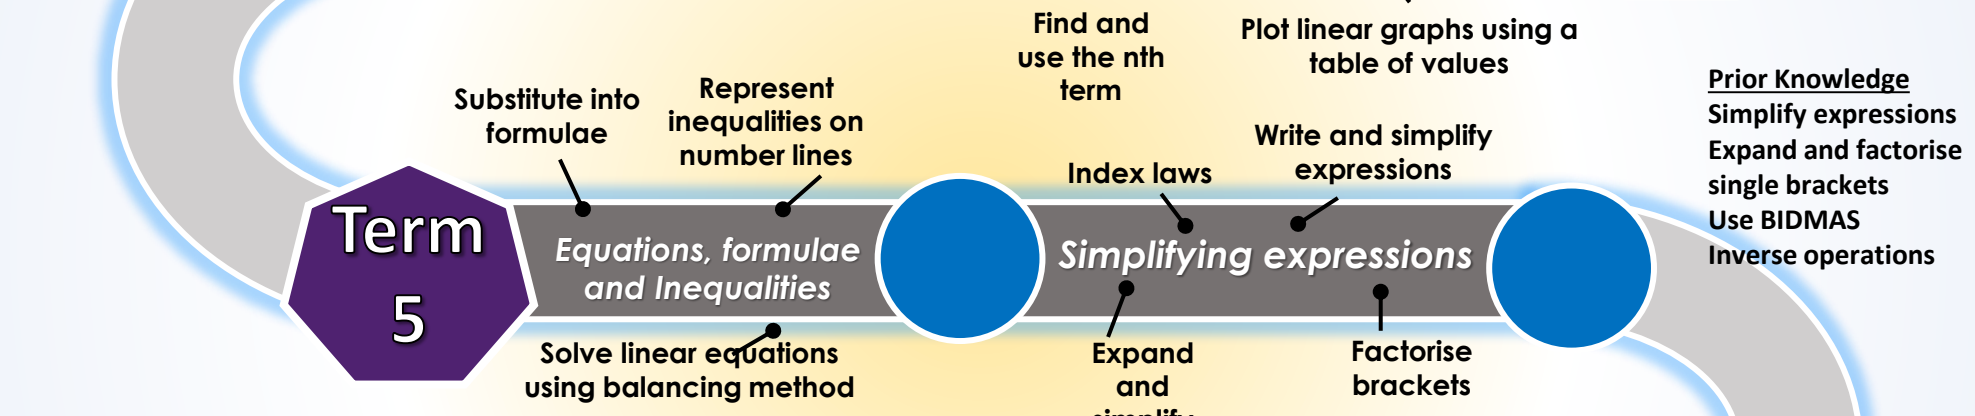 Find and
use the nth
term
Plot linear graphs using a
table of values
Prior Knowledge
Simplify expressions
Expand and factorise
single brackets
Use BIDMAS
Inverse operations
Substitute into
formulae
Represent
inequalities on
number lines
Index laws
Write and simplify
expressions
Term
5
Equations, formulae
and Inequalities
Simplifying expressions
Solve linear equations
using balancing method
Expand
and
simplify
Factorise
brackets